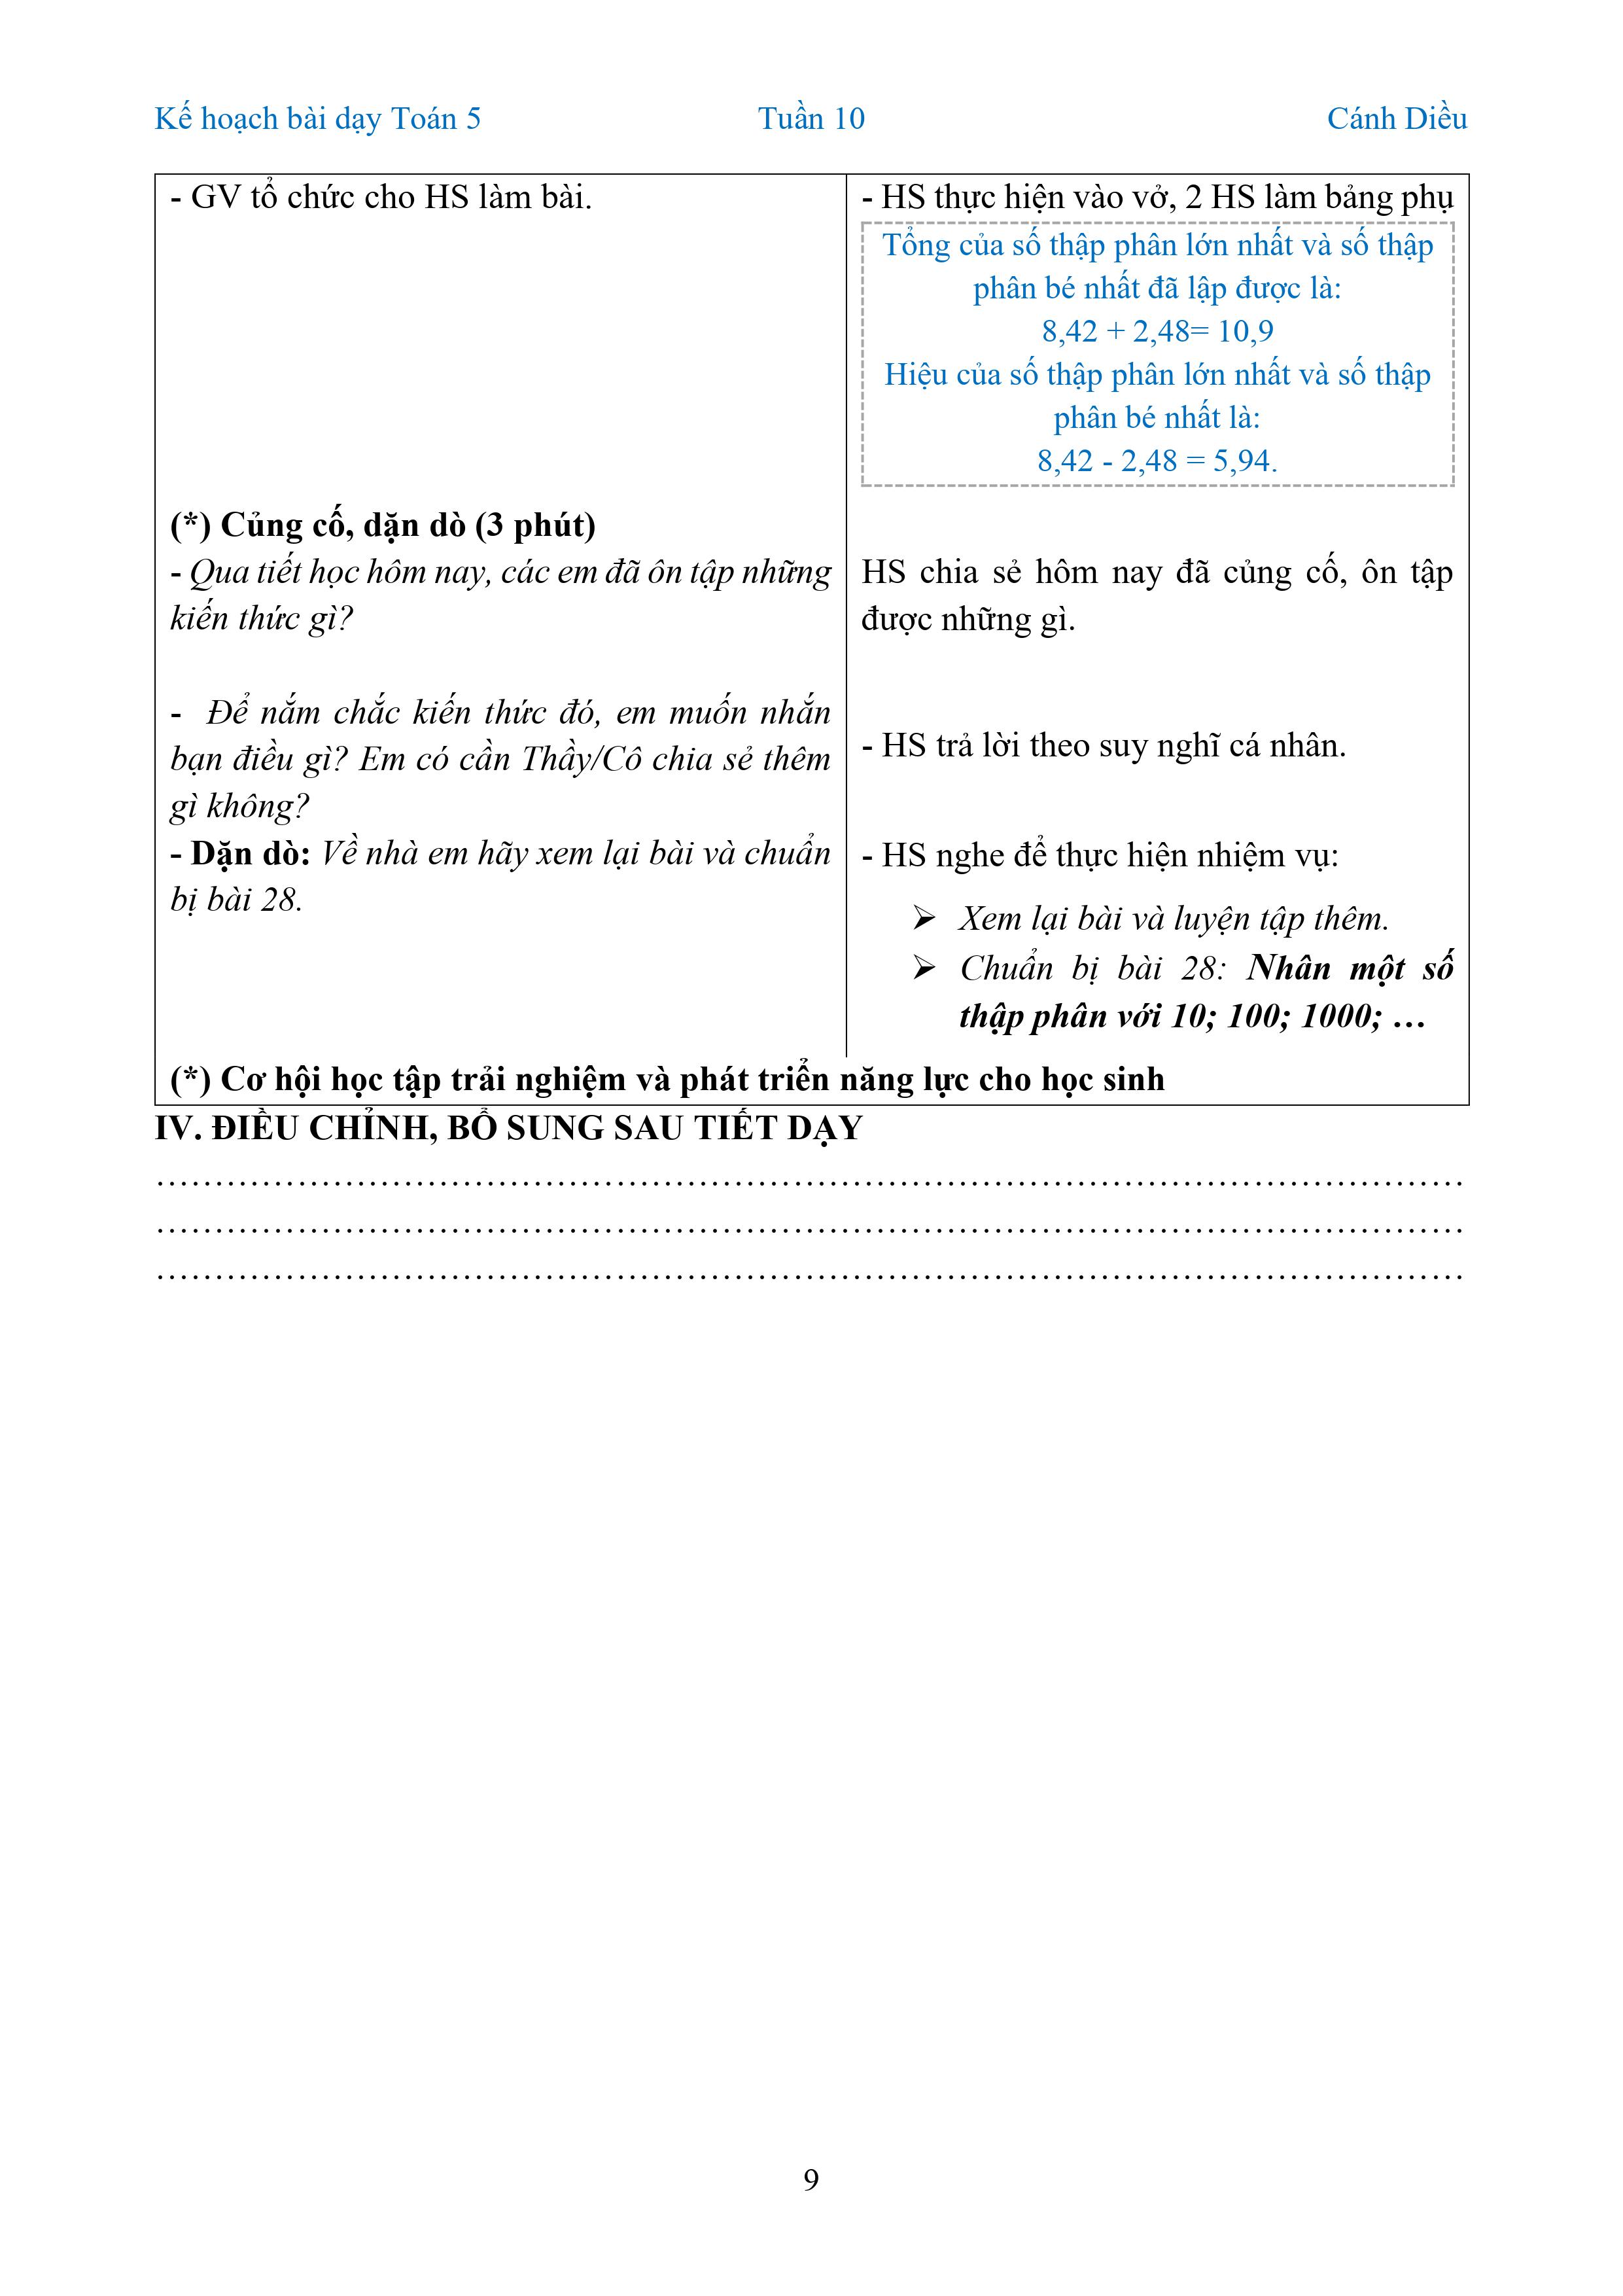 Kế hoạch bài dạy Toán 5 Tuần 10 Cánh Diều
- GV tổ chức cho HS làm bài.
(*) Củng cố, dặn dò (3 phút)
- Qua tiết học hôm nay, các em đã ôn tập những
kiến thức gì?
- Để nắm chắc kiến thức đó, em muốn nhắn
bạn điều gì? Em có cần Thầy/Cô chia sẻ thêm
gì không?
- Dặn dò: Về nhà em hãy xem lại bài và chuẩn
bị bài 28.
- HS thực hiện vào vở, 2 HS làm bảng phụ
Tổng của số thập phân lớn nhất và số thập
phân bé nhất đã lập được là:
8,42 + 2,48= 10,9
Hiệu của số thập phân lớn nhất và số thập
phân bé nhất là:
8,42 - 2,48 = 5,94.
HS chia sẻ hôm nay đã củng cố, ôn tập
được những gì.
- HS trả lời theo suy nghĩ cá nhân.
- HS nghe để thực hiện nhiệm vụ:
➢ Xem lại bài và luyện tập thêm.
➢ Chuẩn bị bài 28: Nhân một số
thập phân với 10; 100; 1000; …
(*) Cơ hội học tập trải nghiệm và phát triển năng lực cho học sinh
IV. ĐIỀU CHỈNH, BỔ SUNG SAU TIẾT DẠY
……………………………………………………………………………………………
……………………………………………………………………………………………
……………………………………………………………………………………………
9